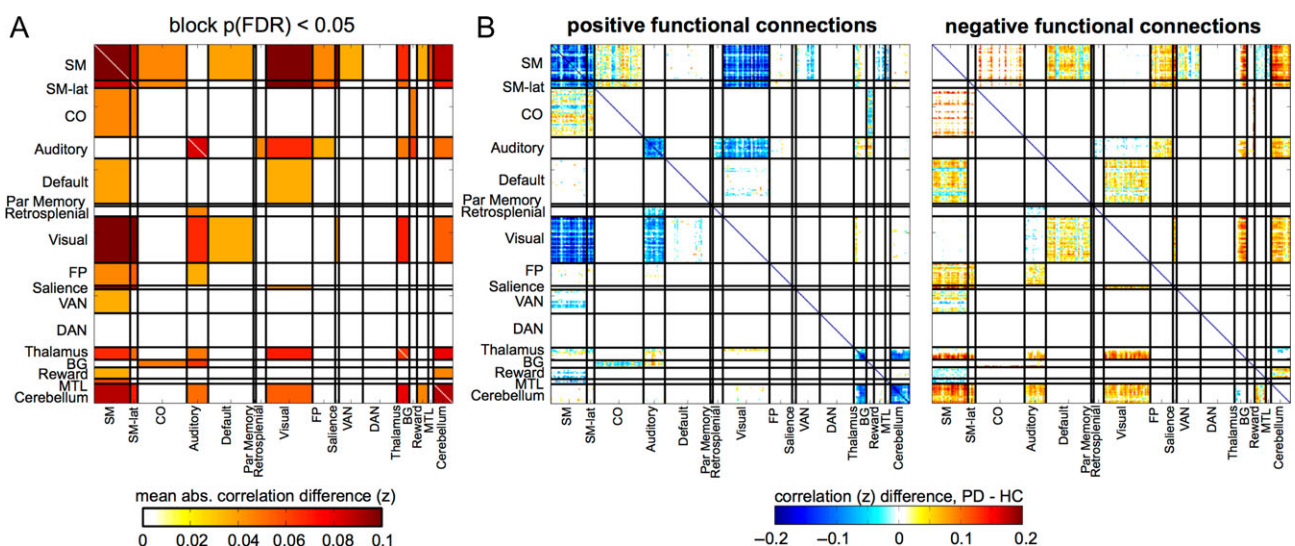 A
block p(FDR) < 0.05
SM
SM-lat
CO
Auditory
Default
Par Memory
Retrosplenial
Visual
FP
Salience
VAN
DAN
Thalamus
BG
Reward
MTL
Cerebellum
SM
SM-lat
CO
Auditory
Default
Par Memory
Retrosplenial
Visual
FP
Salience
VAN
DAN
Thalamus
BG
Reward
MTL
Cerebellum
mean abs. correlation difference (z)
0 0.02 0.04 0.06 0.08 0.1
B
positive functional connections
negative functional connections
SM
SM-lat
CO
Auditory
Default
Par Memory
Retrosplenial
Visual
FP
Salience
VAN
DAN
Thalamus
BG
Reward
MTL
Cerebellum
SM
SM-lat
CO
Auditory
Default
Par Memory
Retrosplenial
Visual
FP
Salience
VAN
DAN
Thalamus
BG
Reward
MTL
Cerebellum
SM
SM-lat
CO
Auditory
Default
Par Memory
Retrosplenial
Visual
FP
Salience
VAN
DAN
Thalamus
BG
Reward
MTL
Cerebellum
correlation (z) difference, PD - HC
–0.2 –0.1 0 0.1 0.2